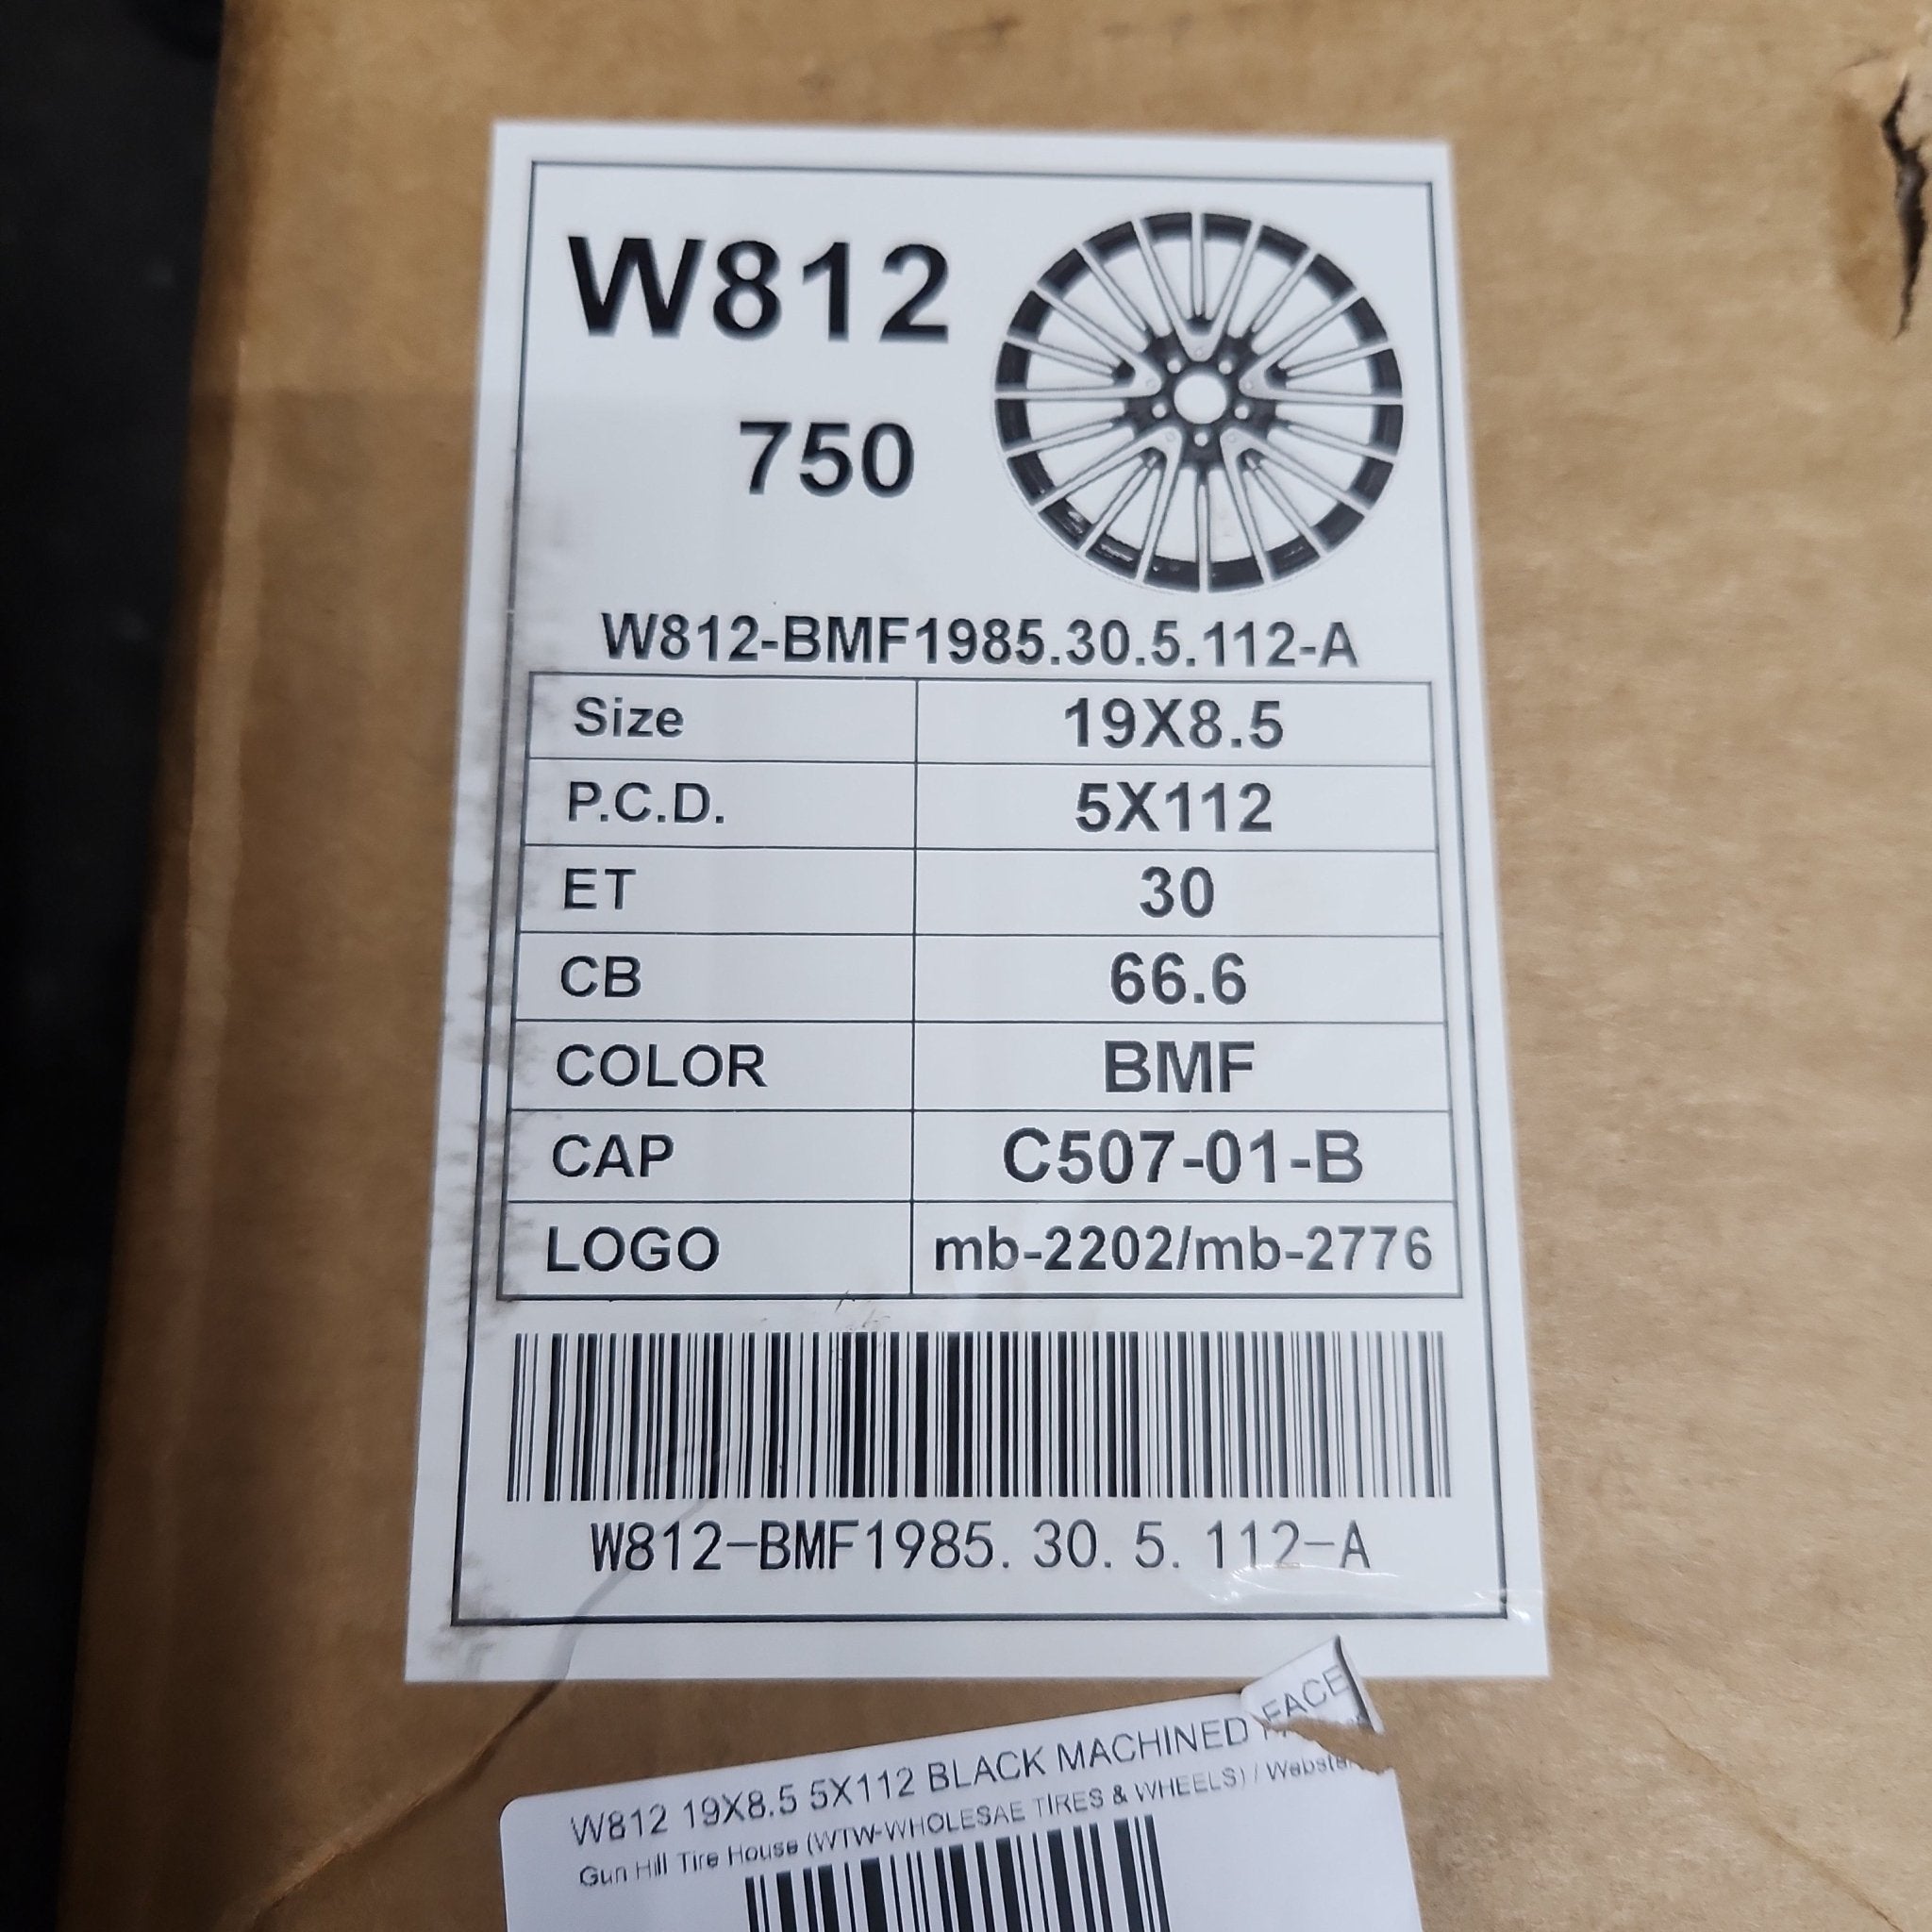 W812
750
W812-BMF1985.30.5.112-A
Size 19X8.5
P.C.D. 5X112
ET 30
CB 66.6
COLOR BMF
CAP C507-01-B
LOGO mb-2202/mb-2776
W812-BMF1985.30.5.112-A
W812 19X8.5 5X112 BLACK MACHINED FACE
Gun Hill Tire House (WTW-WHOLESAE TIRES & WHEELS) /